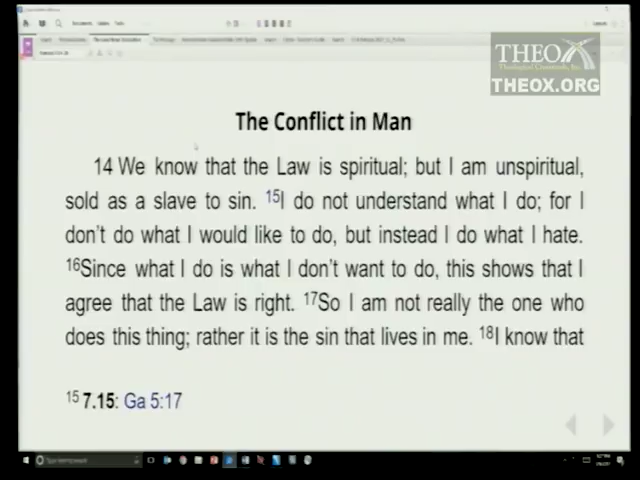 THEOX
THEOX.ORG
The Conflict in Man
14 We know that the Law is spiritual; but I am unspiritual,
sold as a slave to sin. 15I do not understand what I do; for I
don't do what I would like to do, but instead I do what I hate.
16Since what I do is what I don't want to do, this shows that I
agree that the Law is right. 17So I am not really the one who
does this thing; rather it is the sin that lives in me. 18I know that
15 7.15: Ga 5:17